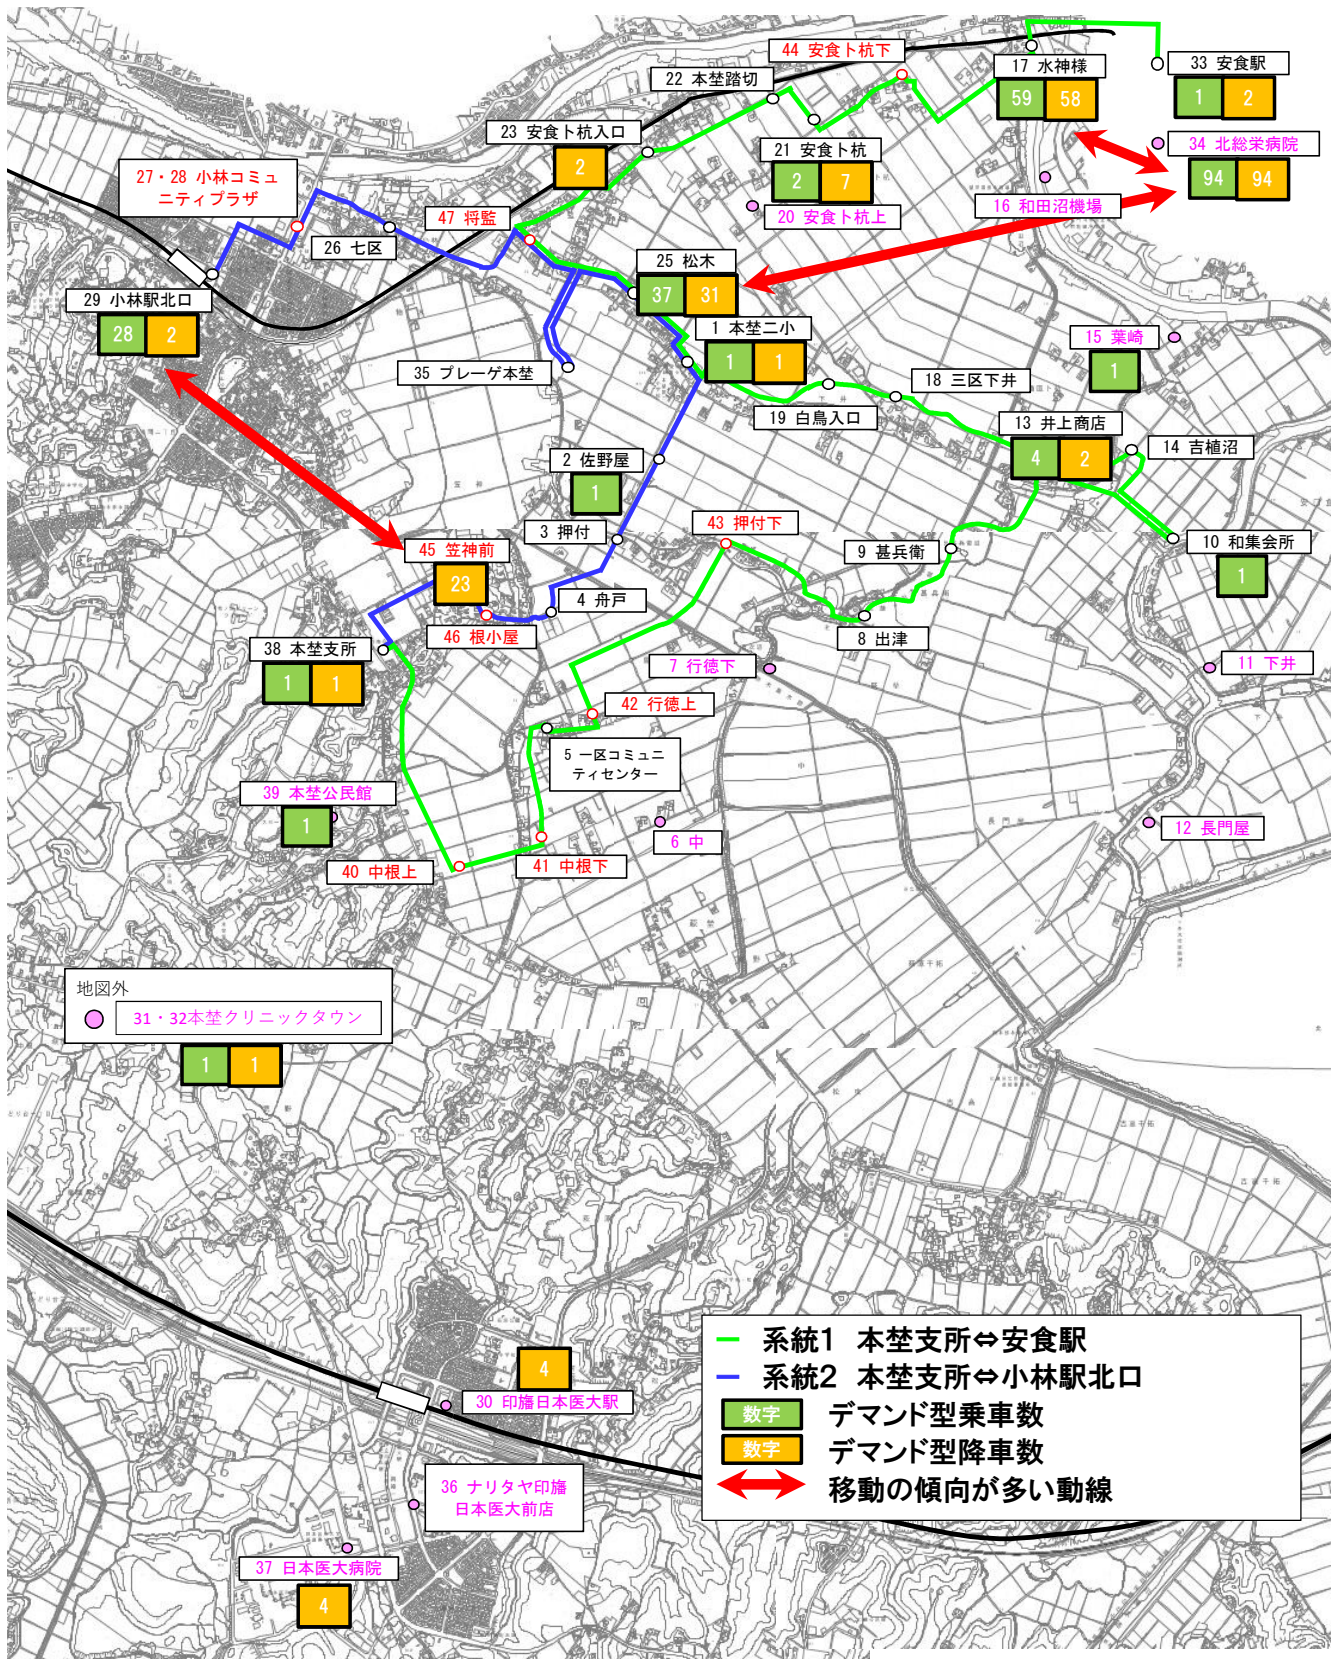 44 安食ト杭下
22 本埜踏切
17 水神様
59 58
33 安食駅
1 2
23 安食ト杭入口
2
21 安食ト杭
2 7
20 安食ト杭上
34 北総栄病院
94 94
16 和田沼機場
27・28 小林コミュ
ニティプラザ
47 将監
26 七区
25 松木
37 31
29 小林駅北口
28 2
1 本埜二小
1 1
15 葉崎
1
35 プレーゲ本埜
18 三区下井
19 白鳥入口
13 井上商店
4 2
14 吉植沼
2 佐野屋
1
3 押付
43 押付下
9 甚兵衛
10 和集会所
1
45 笠神前
23
4 舟戸
46 根小屋
8 出津
38 本埜支所
1 1
7 行徳下
11 下井
42 行徳上
5 一区コミュニ
ティセンター
39 本埜公民館
1
6 中
12 長門屋
40 中根上
41 中根下
地図外
31・32本埜クリニックタウン
1 1
4
30 印旛日本医大駅
36 ナリタヤ印旛
日本医大前店
37 日本医大病院
4
系統1 本埜支所⇔安食駅
系統2 本埜支所⇔小林駅北口
数字 デマンド型乗車数
数字 デマンド型降車数
移動の傾向が多い動線